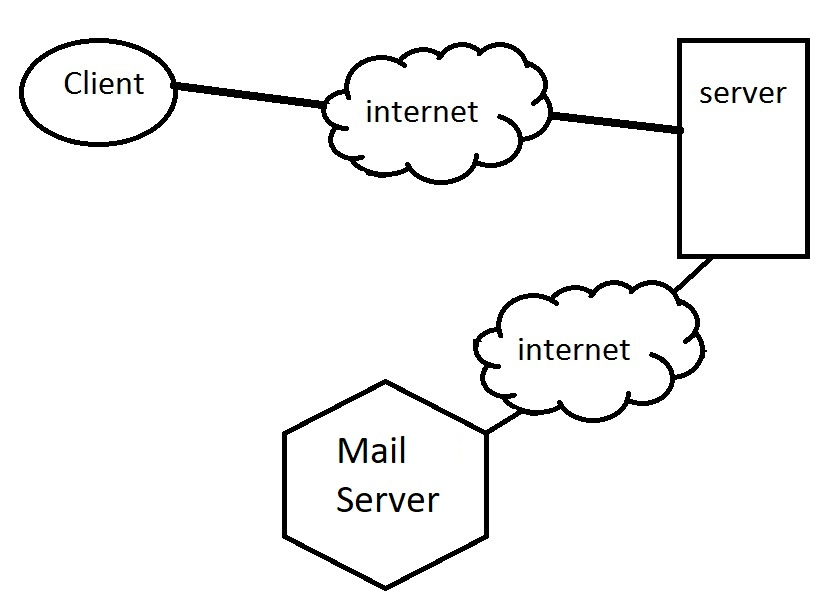 Client
internet
server
internet
Mail
Server